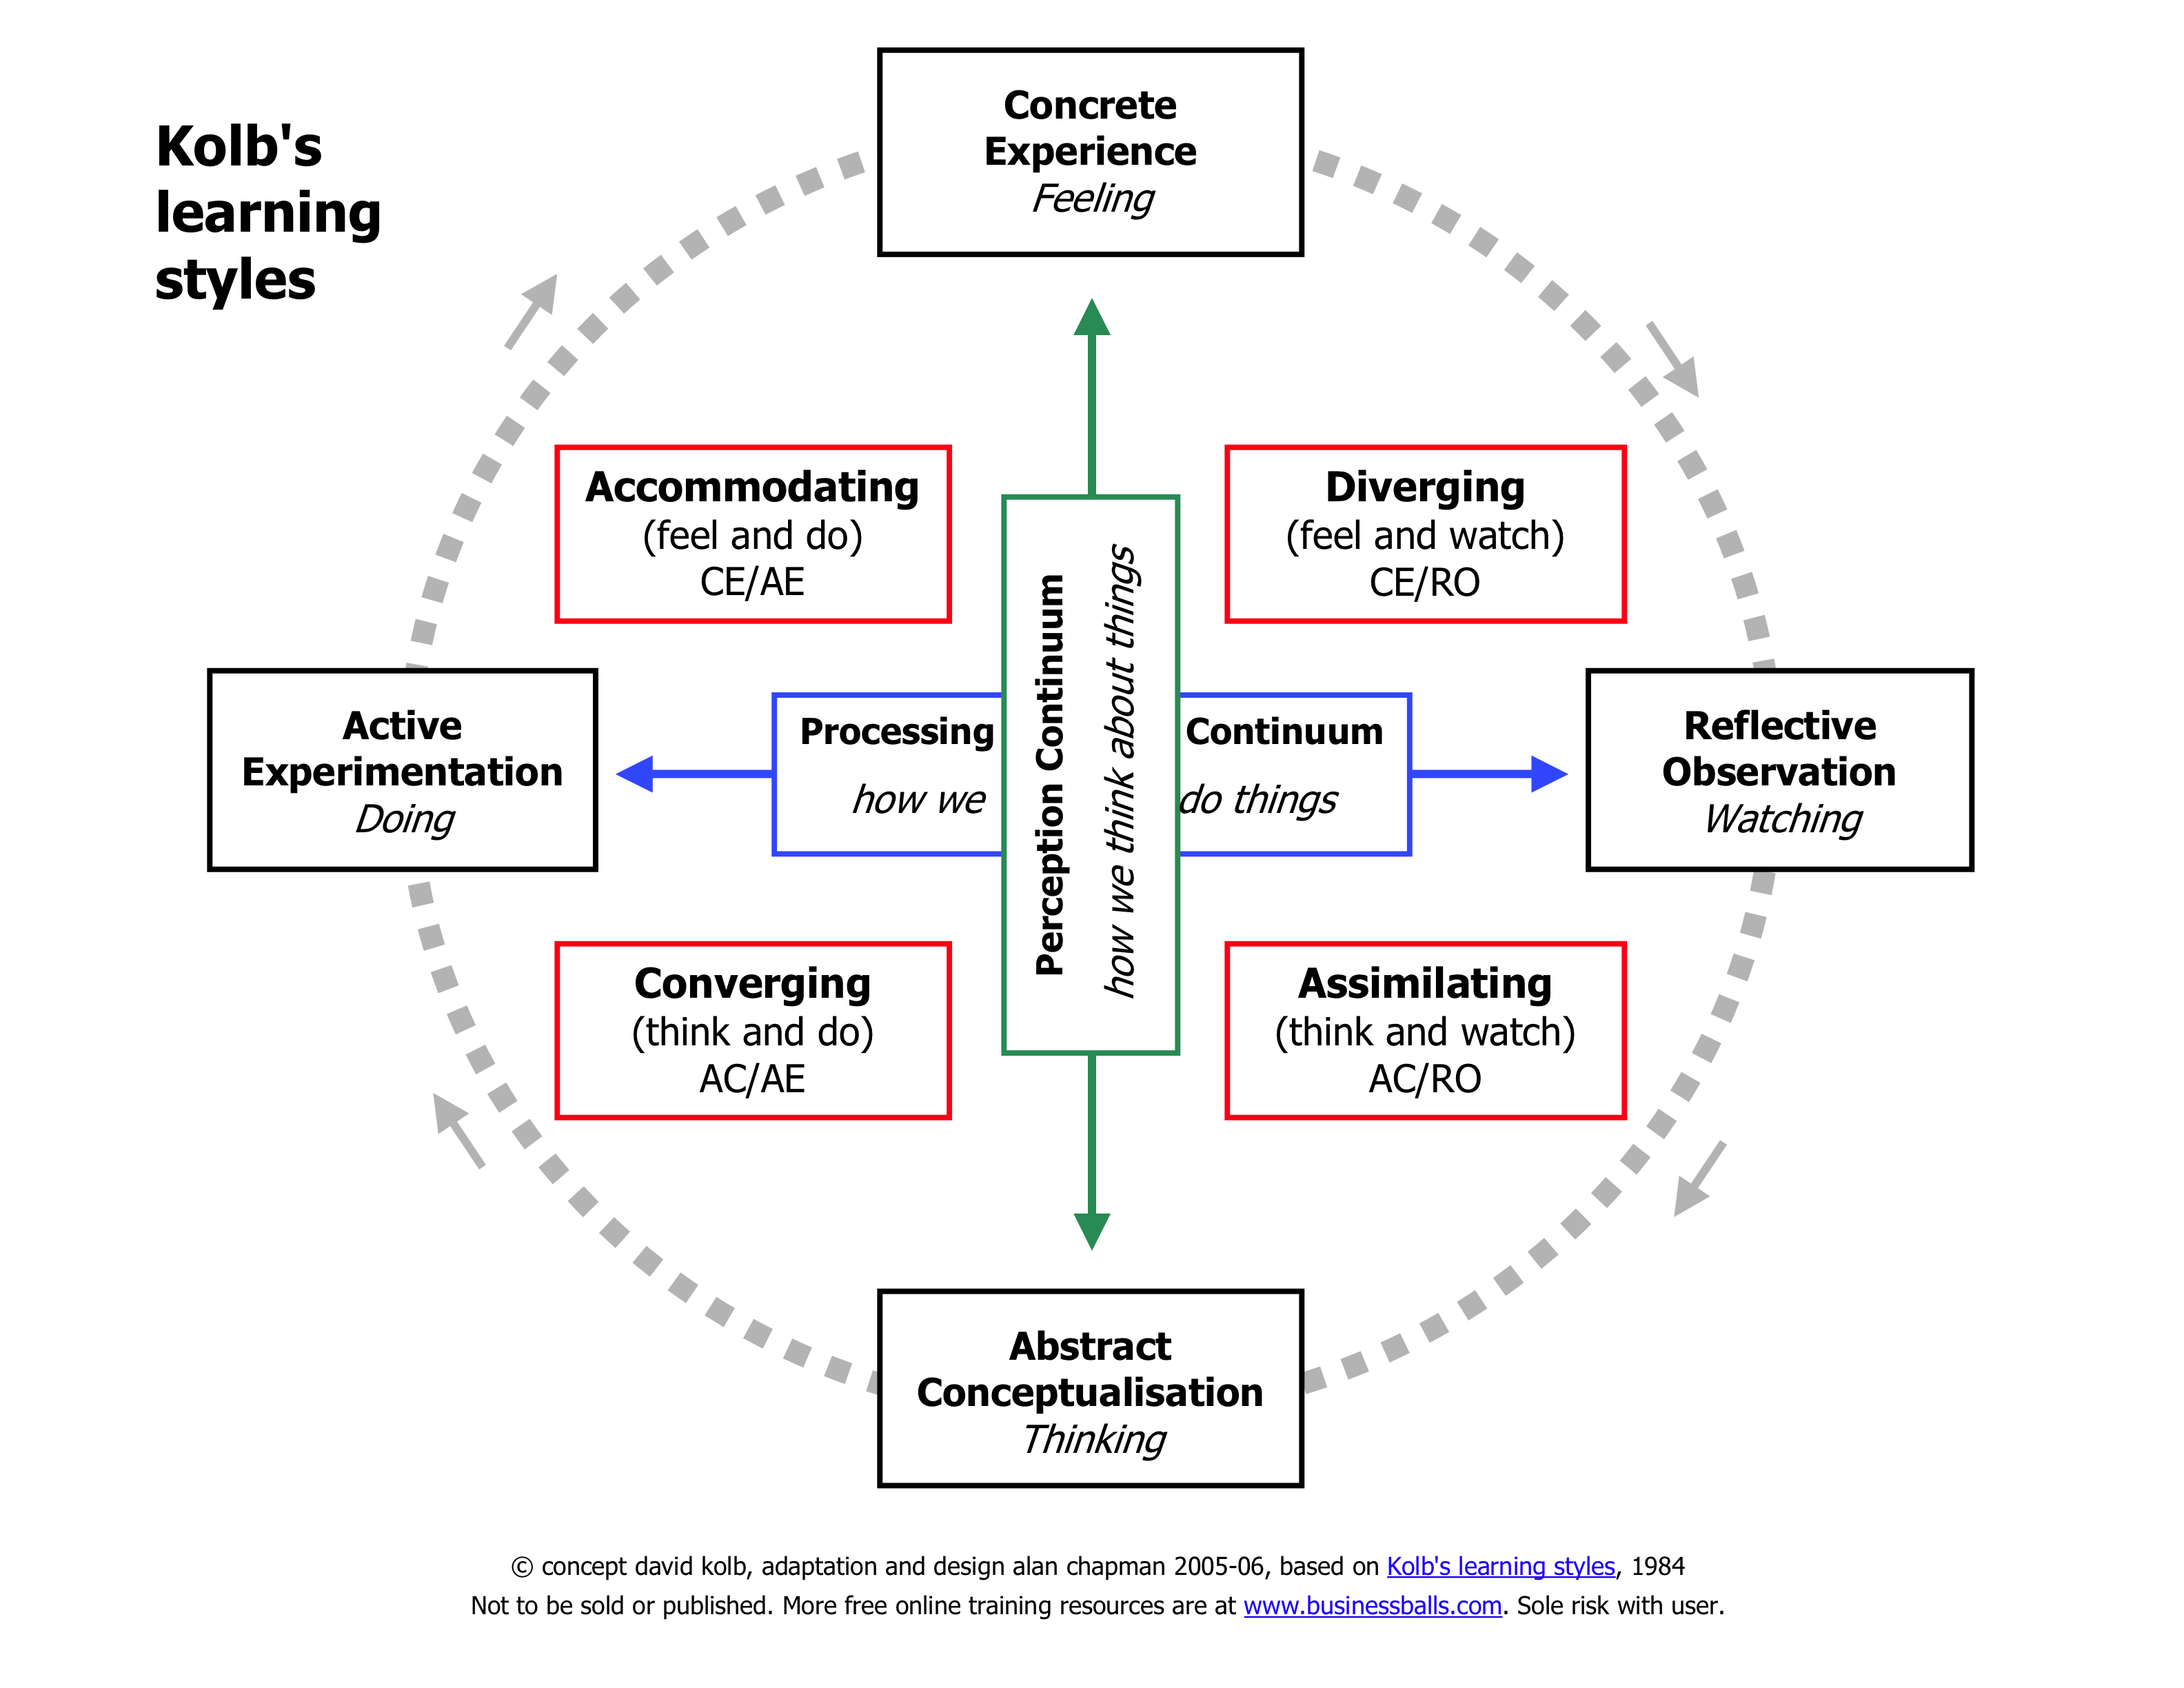 Kolb's
learning
styles
Concrete
Experience
Feeling
Accommodating
(feel and do)
CE/AE
Diverging
(feel and watch)
CE/RO
Active
Experimentation
Doing
Processing
how we
Perception Continuum
how we think about things
Continuum
do things
Reflective
Observation
Watching
Converging
(think and do)
AC/AE
Assimilating
(think and watch)
AC/RO
Abstract
Conceptualisation
Thinking
© concept david kolb, adaptation and design alan chapman 2005-06, based on Kolb's learning styles, 1984
Not to be sold or published. More free online training resources are at www.businessballs.com. Sole risk with user.